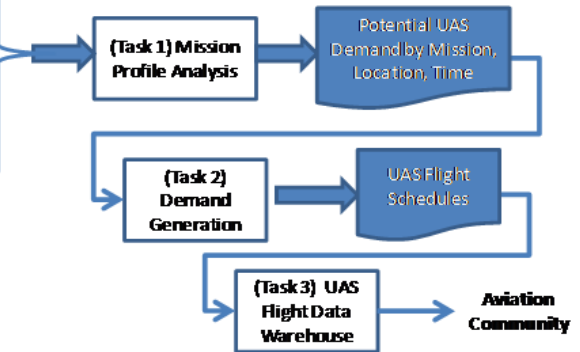 (Task 1) Mission
Profile Analysis
Potential UAS
Demand by Mission,
Location, Time
(Task 2)
Demand
Generation
UAS Flight
Schedules
(Task 3) UAS
Flight Data
Warehouse
Aviation
Community